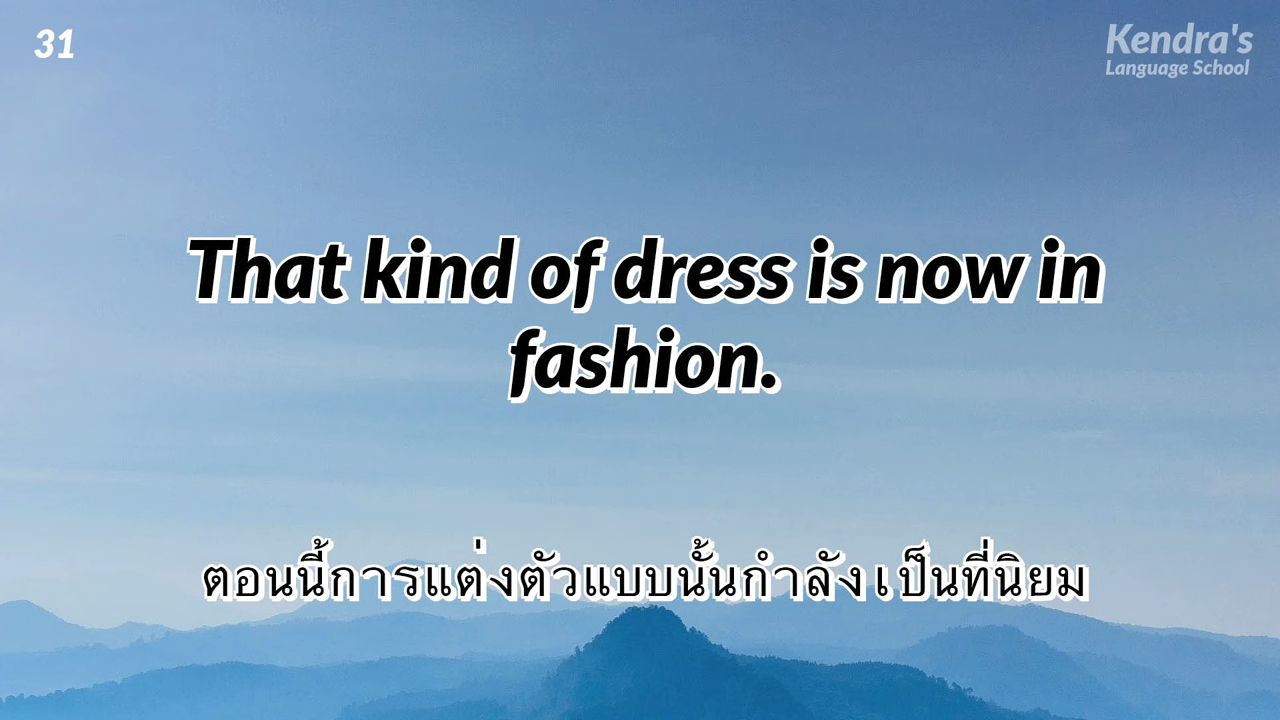 31
Kendra's
Language School
That kind of dress is now in
fashion.
ตอนนี้การแต่งตัวแบบนั้นกำลังเป็นที่นิยม